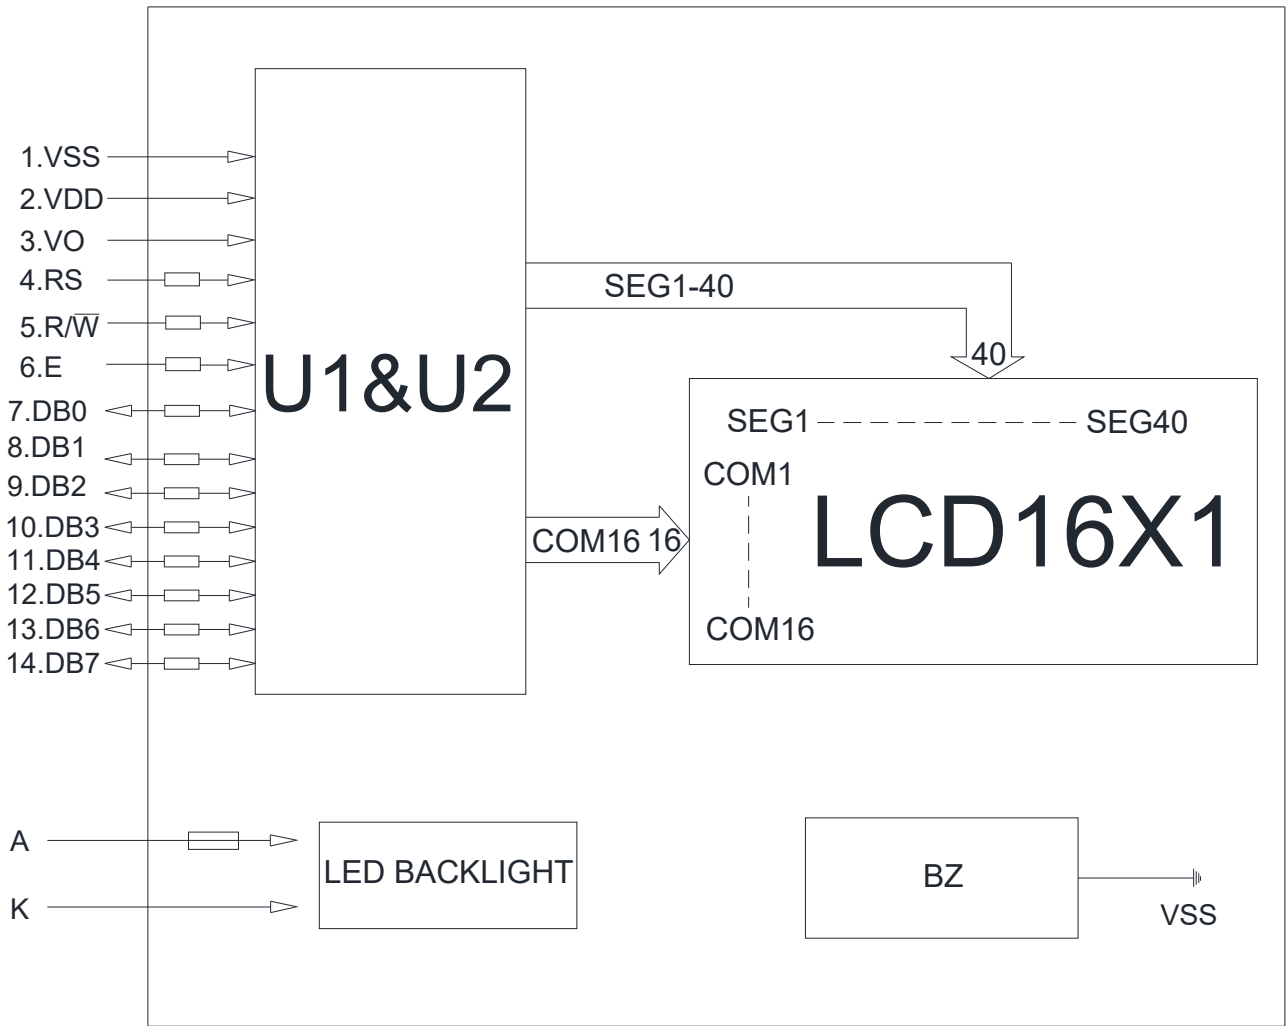 1.VSS
2.VDD
3.VO
4.RS
5.R/W̅
6.E
7.DB0
8.DB1
9.DB2
10.DB3
11.DB4
12.DB5
13.DB6
14.DB7
U1&U2
SEG1-40
40
COM16 16
SEG1 SEG40
COM1
LCD16X1
COM16
A
K
LED BACKLIGHT
BZ
VSS